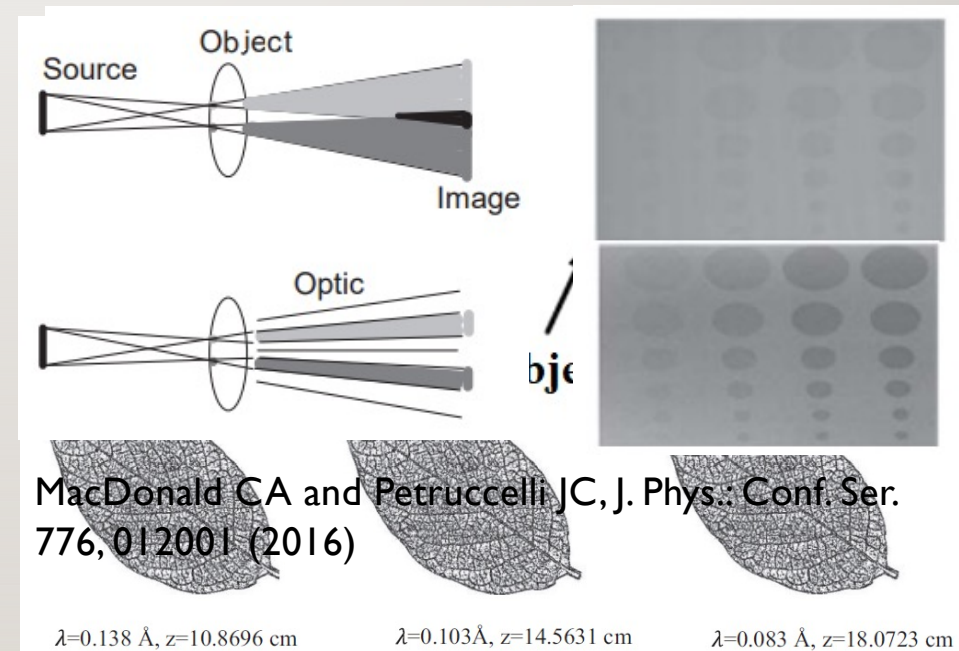 Object
Source
Image
Optic
bje
MacDonald CA and Petruccelli JC, J. Phys.: Conf. Ser.
776, 012001 (2016)
λ=0.138 Å, z=10.8696 cm λ=0.103Å, z=14.5631 cm λ=0.083 Å, z=18.0723 cm